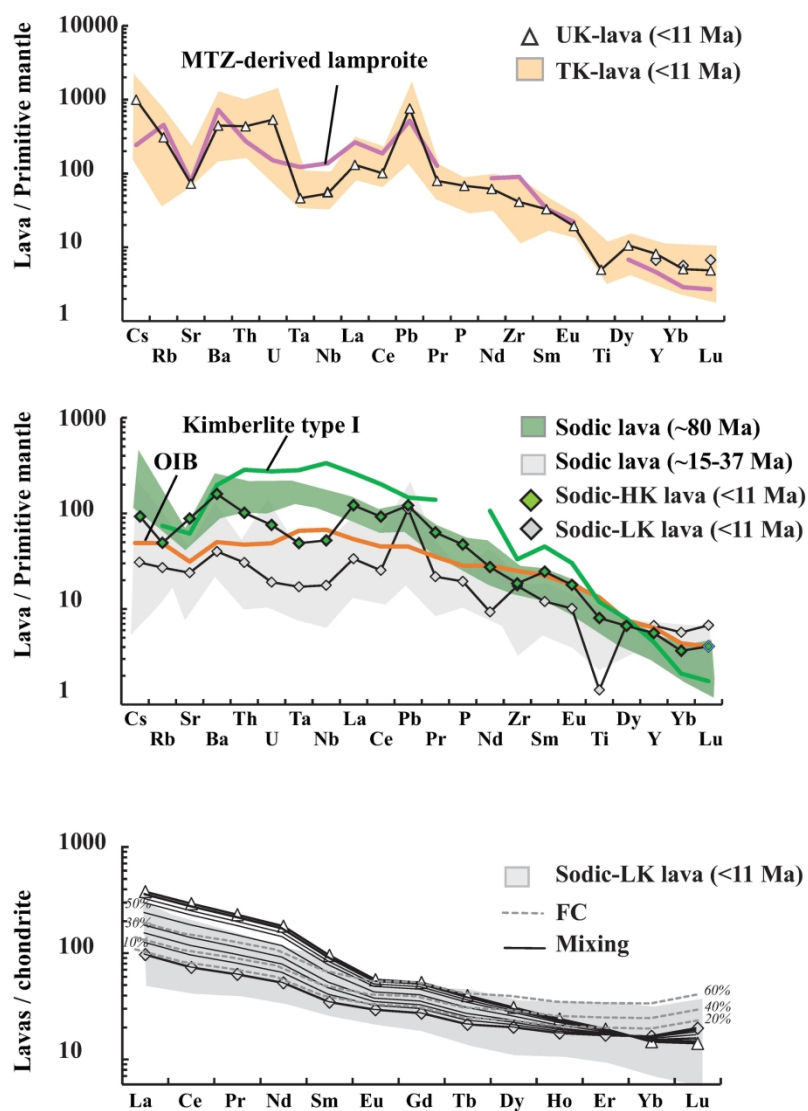 10000
1000
100
10
1
Lava / Primitive mantle
MTZ-derived lamproite
UK-lava (<11 Ma)
TK-lava (<11 Ma)
Cs Sr Th Ta La Pb P Zr Eu Dy Yb
Rb Ba U Nb Ce Pr Nd Sm Ti Y Lu
1000
100
10
1
Lava / Primitive mantle
Kimberlite type I
OIB
Sodic lava (~80 Ma)
Sodic lava (~15-37 Ma)
Sodic-HK lava (<11 Ma)
Sodic-LK lava (<11 Ma)
Cs Sr Th Ta La Pb P Zr Eu Dy Yb
Rb Ba U Nb Ce Pr Nd Sm Ti Y Lu
1000
100
10
Lavas / chondrite
Sodic-LK lava (<11 Ma)
FC
Mixing
50%
30%
10%
60%
40%
20%
La Ce Pr Nd Sm Eu Gd Tb Dy Ho Er Yb Lu